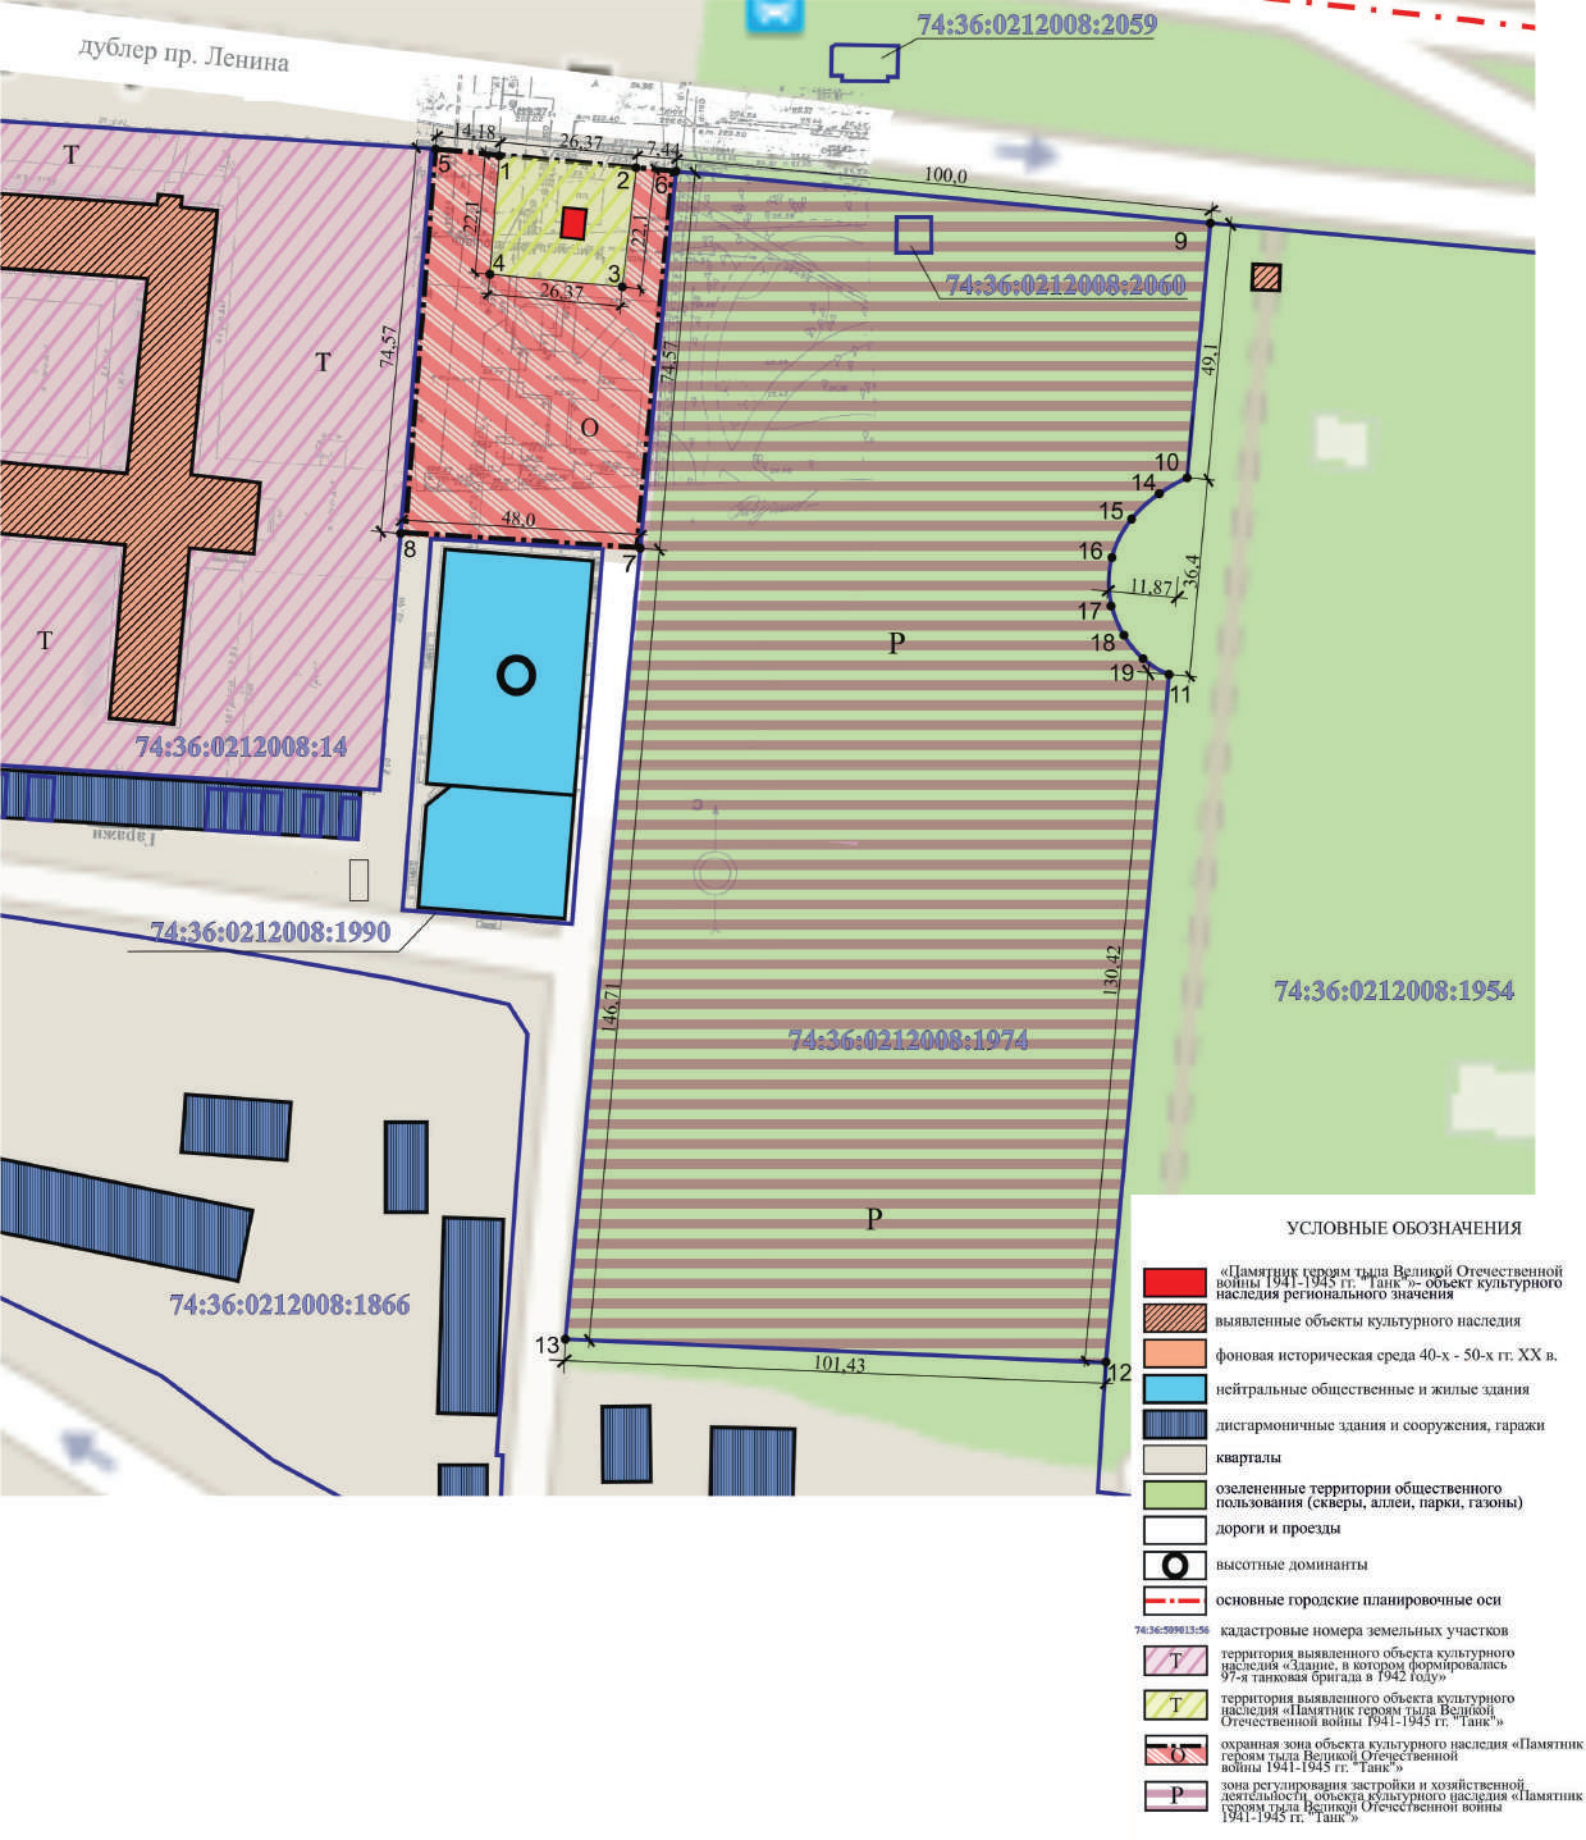 74:36:0212008:2059
дублер пр. Ленина
14,18
26,37
7,44
100,0
5
1
2
6
9
Т
22,1
22,1
4
3
26,37
74:36:0212008:2060
74,57
Т
74,57
49,1
О
10
14
15
48,0
8
7
16
11,87
36,4
17
Т
Р
18
19
11
74:36:0212008:14
Гаражи
С
74:36:0212008:1990
130,42
146,71
74:36:0212008:1954
74:36:0212008:1974
Р
74:36:0212008:1866
13
101,43
12
УСЛОВНЫЕ ОБОЗНАЧЕНИЯ
«Памятник героям тыла Великой Отечественной
войны 1941-1945 гг. "Танк"»- объект культурного
наследия регионального значения
выявленные объекты культурного наследия
фоновая историческая среда 40-х - 50-х гг. XX в.
нейтральные общественные и жилые здания
дисгармоничные здания и сооружения, гаражи
кварталы
озелененные территории общественного
пользования (скверы, аллеи, парки, газоны)
дороги и проезды
высотные доминанты
основные городские планировочные оси
74:36:509013:56 кадастровые номера земельных участков
Т
территория выявленного объекта культурного
наследия «Здание, в котором формировалась
97-я танковая бригада в 1942 году»
Т
территория выявленного объекта культурного
наследия «Памятник героям тыла Великой
Отечественной войны 1941-1945 гг. "Танк"»
О
охранная зона объекта культурного наследия «Памятник
героям тыла Великой Отечественной
войны 1941-1945 гг. "Танк"»
Р
зона регулирования застройки и хозяйственной
деятельности объекта культурного наследия «Памятник
героям тыла Великой Отечественной войны
1941-1945 гг. "Танк"»